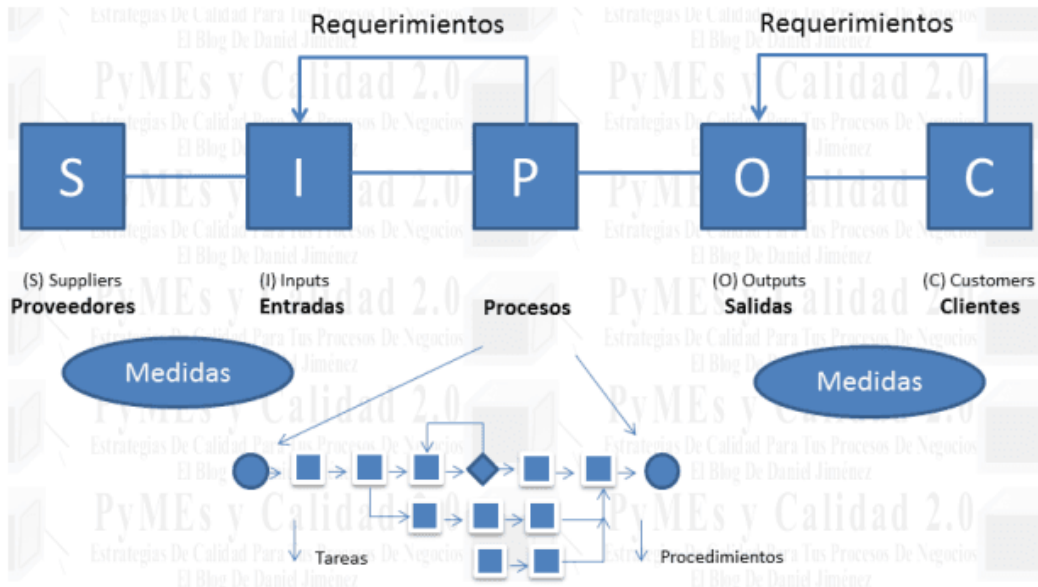 Requerimientos
Requerimientos
S
I
P
O
C
(S) Suppliers
Proveedores
(I) Inputs
Entradas
Procesos
(O) Outputs
Salidas
(C) Customers
Clientes
Medidas
Medidas
Tareas
Procedimientos
PyMEs y Calidad 2.0
Estrategias De Calidad Para Tus Procesos De Negocios
El Blog De Daniel Jiménez